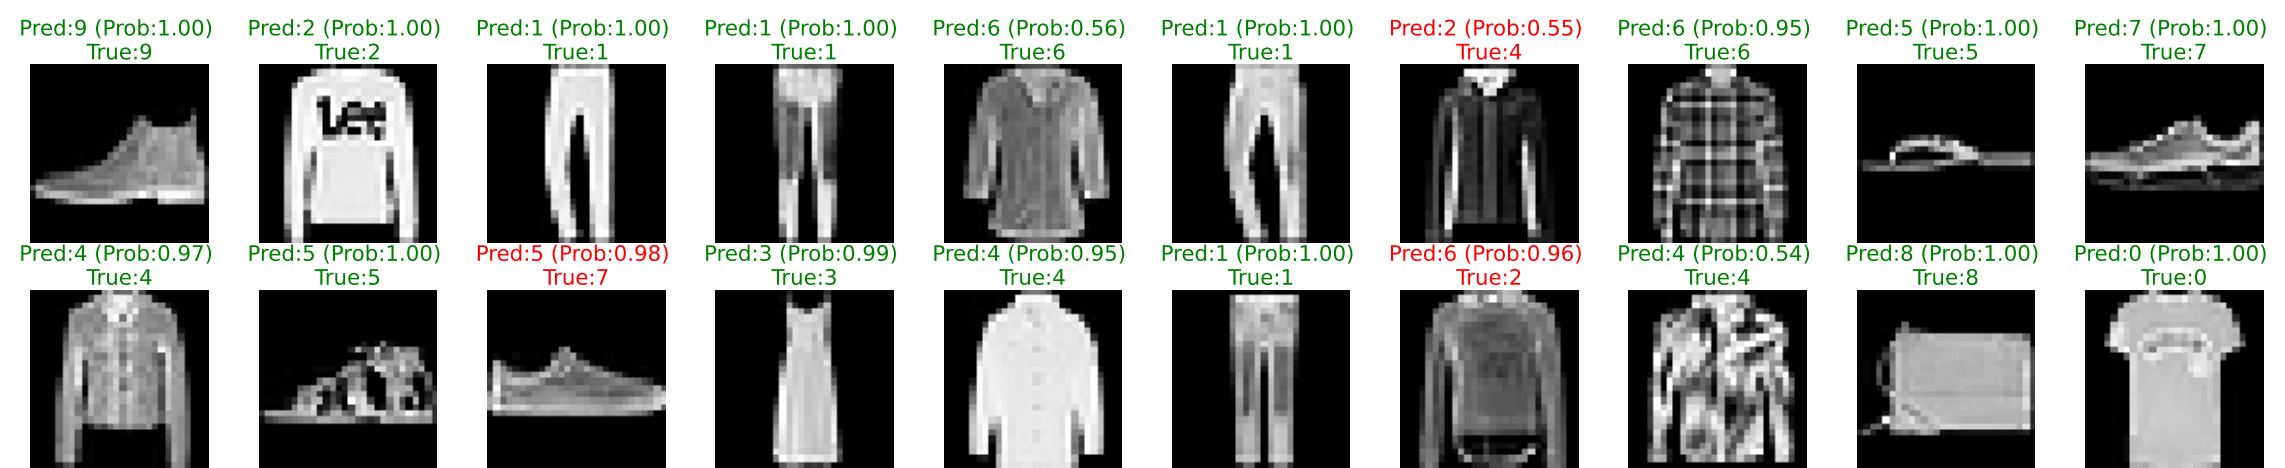 Pred:9 (Prob:1.00) Pred:2 (Prob:1.00) Pred:1 (Prob:1.00) Pred:1 (Prob:1.00) Pred:6 (Prob:0.56) Pred:1 (Prob:1.00) Pred:2 (Prob:0.55) Pred:6 (Prob:0.95) Pred:5 (Prob:1.00) Pred:7 (Prob:1.00)
True:9 True:2 True:1 True:1 True:6 True:1 True:4 True:6 True:5 True:7
Lee
Pred:4 (Prob:0.97) Pred:5 (Prob:1.00) Pred:5 (Prob:0.98) Pred:3 (Prob:0.99) Pred:4 (Prob:0.95) Pred:1 (Prob:1.00) Pred:6 (Prob:0.96) Pred:4 (Prob:0.54) Pred:8 (Prob:1.00) Pred:0 (Prob:1.00)
True:4 True:5 True:7 True:3 True:4 True:1 True:2 True:4 True:8 True:0